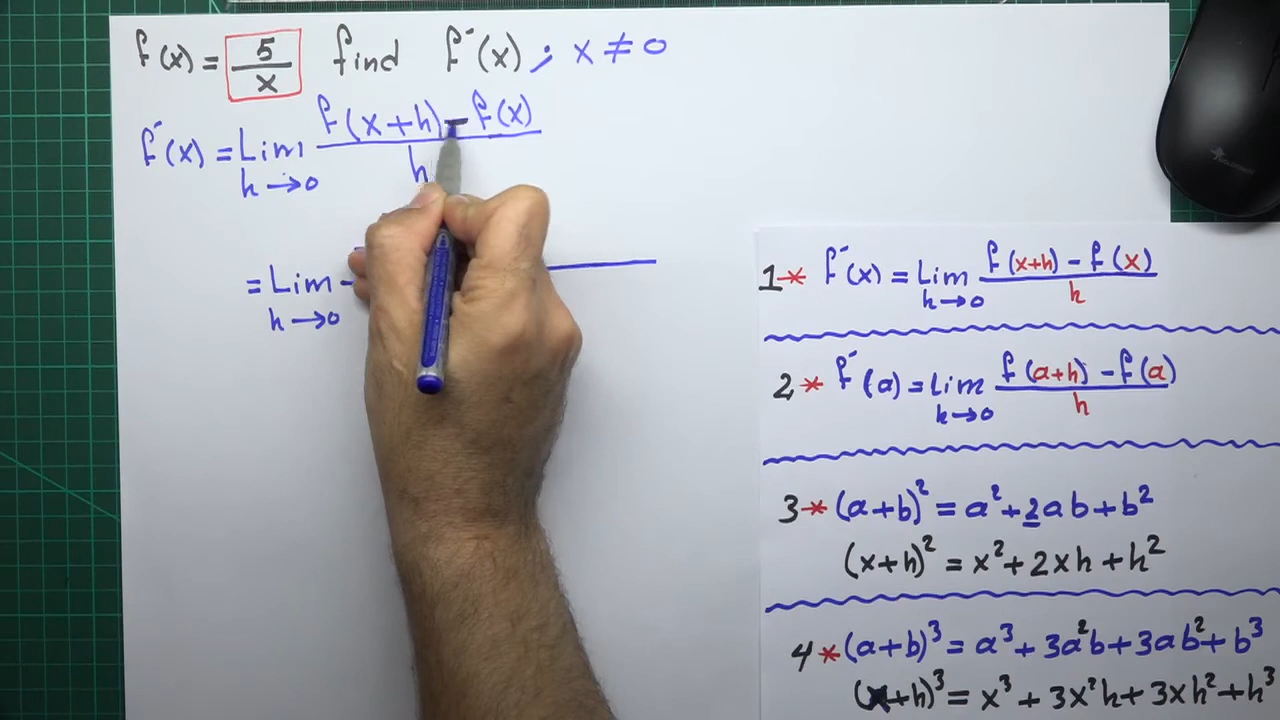 f(x) = 5/x find f'(x) ; x ≠ 0
f'(x) = Lim h→0 f(x+h) - f(x) / h
= Lim h→0
1* f'(x) = Lim h→0 f(x+h) - f(x) / h
2* f'(a) = Lim h→0 f(a+h) - f(a) / h
3* (a+b)² = a² + 2ab + b²
(x+h)² = x² + 2xh + h²
4* (a+b)³ = a³ + 3a²b + 3ab² + b³
(x+h)³ = x³ + 3x²h + 3xh² + h³